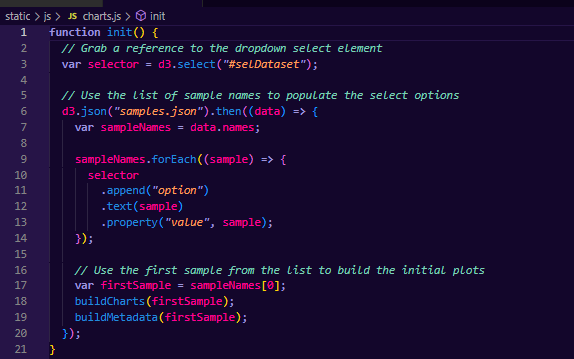 static > js > JS charts.js > init
1 function init() {
2   // Grab a reference to the dropdown select element
3   var selector = d3.select("#selDataset");
4
5   // Use the list of sample names to populate the select options
6   d3.json("samples.json").then((data) => {
7     var sampleNames = data.names;
8
9     sampleNames.forEach((sample) => {
10       selector
11         .append("option")
12         .text(sample)
13         .property("value", sample);
14     });
15
16     // Use the first sample from the list to build the initial plots
17     var firstSample = sampleNames[0];
18     buildCharts(firstSample);
19     buildMetadata(firstSample);
20   });
21 }